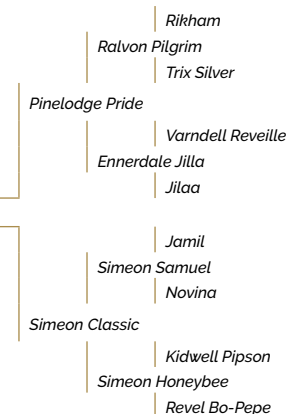 Rikham
Ralvon Pilgrim
Trix Silver
Pinelodge Pride
Varndell Reveille
Ennerdale Jilla
Jilaa
Jamil
Simeon Samuel
Novina
Simeon Classic
Kidwell Pipson
Simeon Honeybee
Revel Bo-Pepe